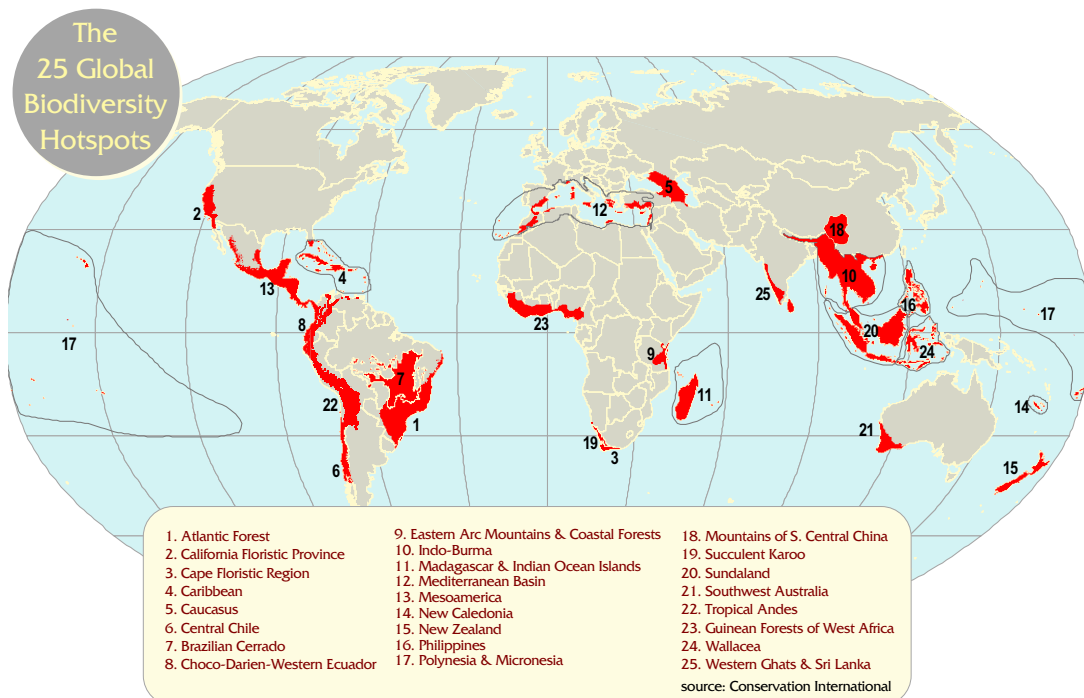 The
25 Global
Biodiversity
Hotspots
5
2
12
18
10
4
13
25
16
17
8
23
20
17
9
24
7
22
11
14
1
19
21
3
6
15
1. Atlantic Forest
2. California Floristic Province
3. Cape Floristic Region
4. Caribbean
5. Caucasus
6. Central Chile
7. Brazilian Cerrado
8. Choco-Darien-Western Ecuador
9. Eastern Arc Mountains & Coastal Forests
10. Indo-Burma
11. Madagascar & Indian Ocean Islands
12. Mediterranean Basin
13. Mesoamerica
14. New Caledonia
15. New Zealand
16. Philippines
17. Polynesia & Micronesia
18. Mountains of S. Central China
19. Succulent Karoo
20. Sundaland
21. Southwest Australia
22. Tropical Andes
23. Guinean Forests of West Africa
24. Wallacea
25. Western Ghats & Sri Lanka
source: Conservation International